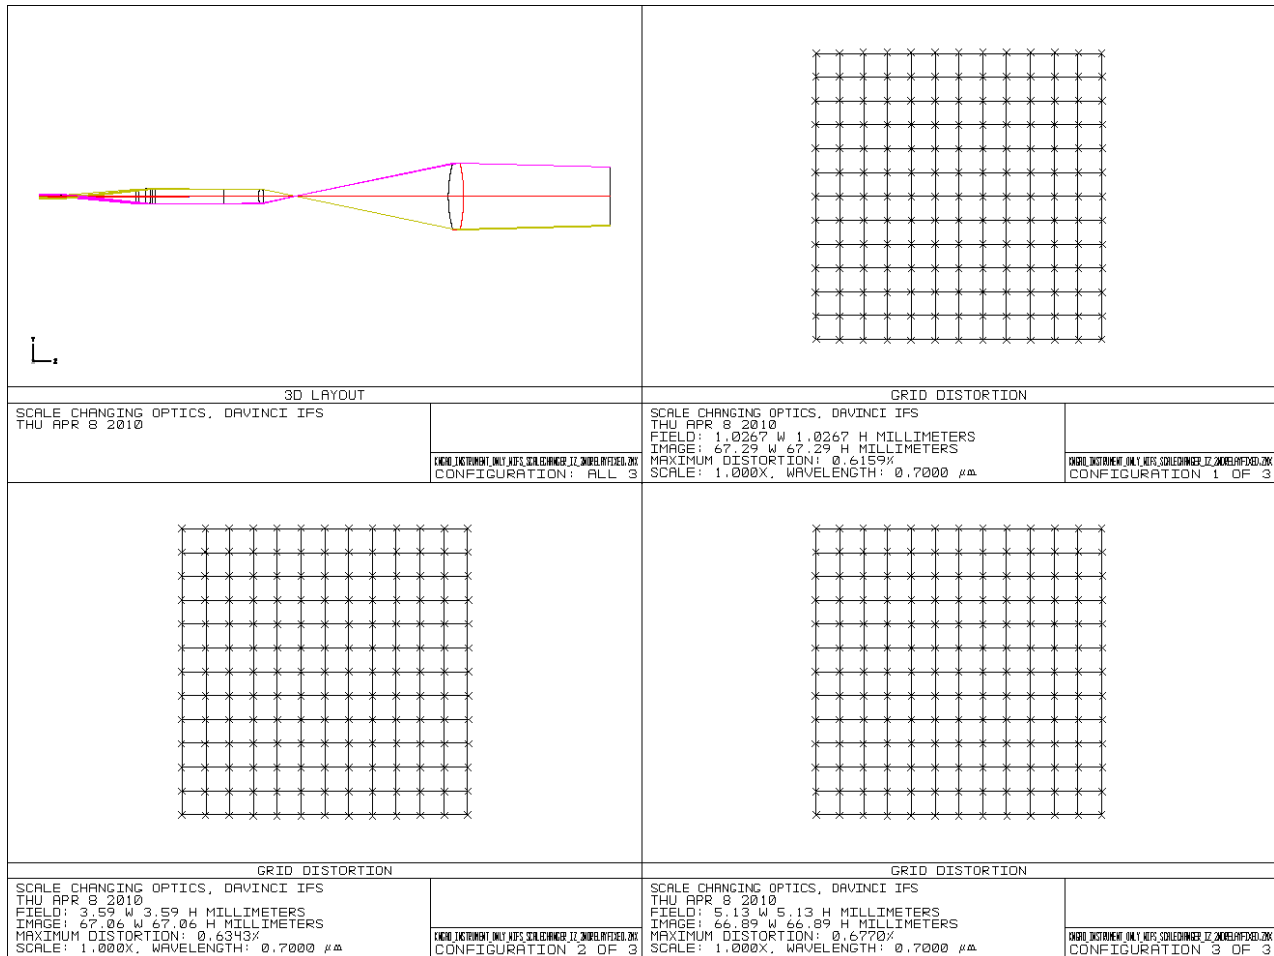 Y
Z
3D LAYOUT
SCALE CHANGING OPTICS, DAVINCI IFS
THU APR 8 2010
CONFIGURATION: ALL 3
GRID DISTORTION
SCALE CHANGING OPTICS, DAVINCI IFS
THU APR 8 2010
FIELD: 1.0267 W 1.0267 H MILLIMETERS
IMAGE: 67.29 W 67.29 H MILLIMETERS
MAXIMUM DISTORTION: 0.6159%
SCALE: 1.000X, WAVELENGTH: 0.7000 µm
CONFIGURATION 1 OF 3
GRID DISTORTION
SCALE CHANGING OPTICS, DAVINCI IFS
THU APR 8 2010
FIELD: 3.59 W 3.59 H MILLIMETERS
IMAGE: 67.06 W 67.06 H MILLIMETERS
MAXIMUM DISTORTION: 0.6343%
SCALE: 1.000X, WAVELENGTH: 0.7000 µm
CONFIGURATION 2 OF 3
GRID DISTORTION
SCALE CHANGING OPTICS, DAVINCI IFS
THU APR 8 2010
FIELD: 5.13 W 5.13 H MILLIMETERS
IMAGE: 66.89 W 66.89 H MILLIMETERS
MAXIMUM DISTORTION: 0.6770%
SCALE: 1.000X, WAVELENGTH: 0.7000 µm
CONFIGURATION 3 OF 3